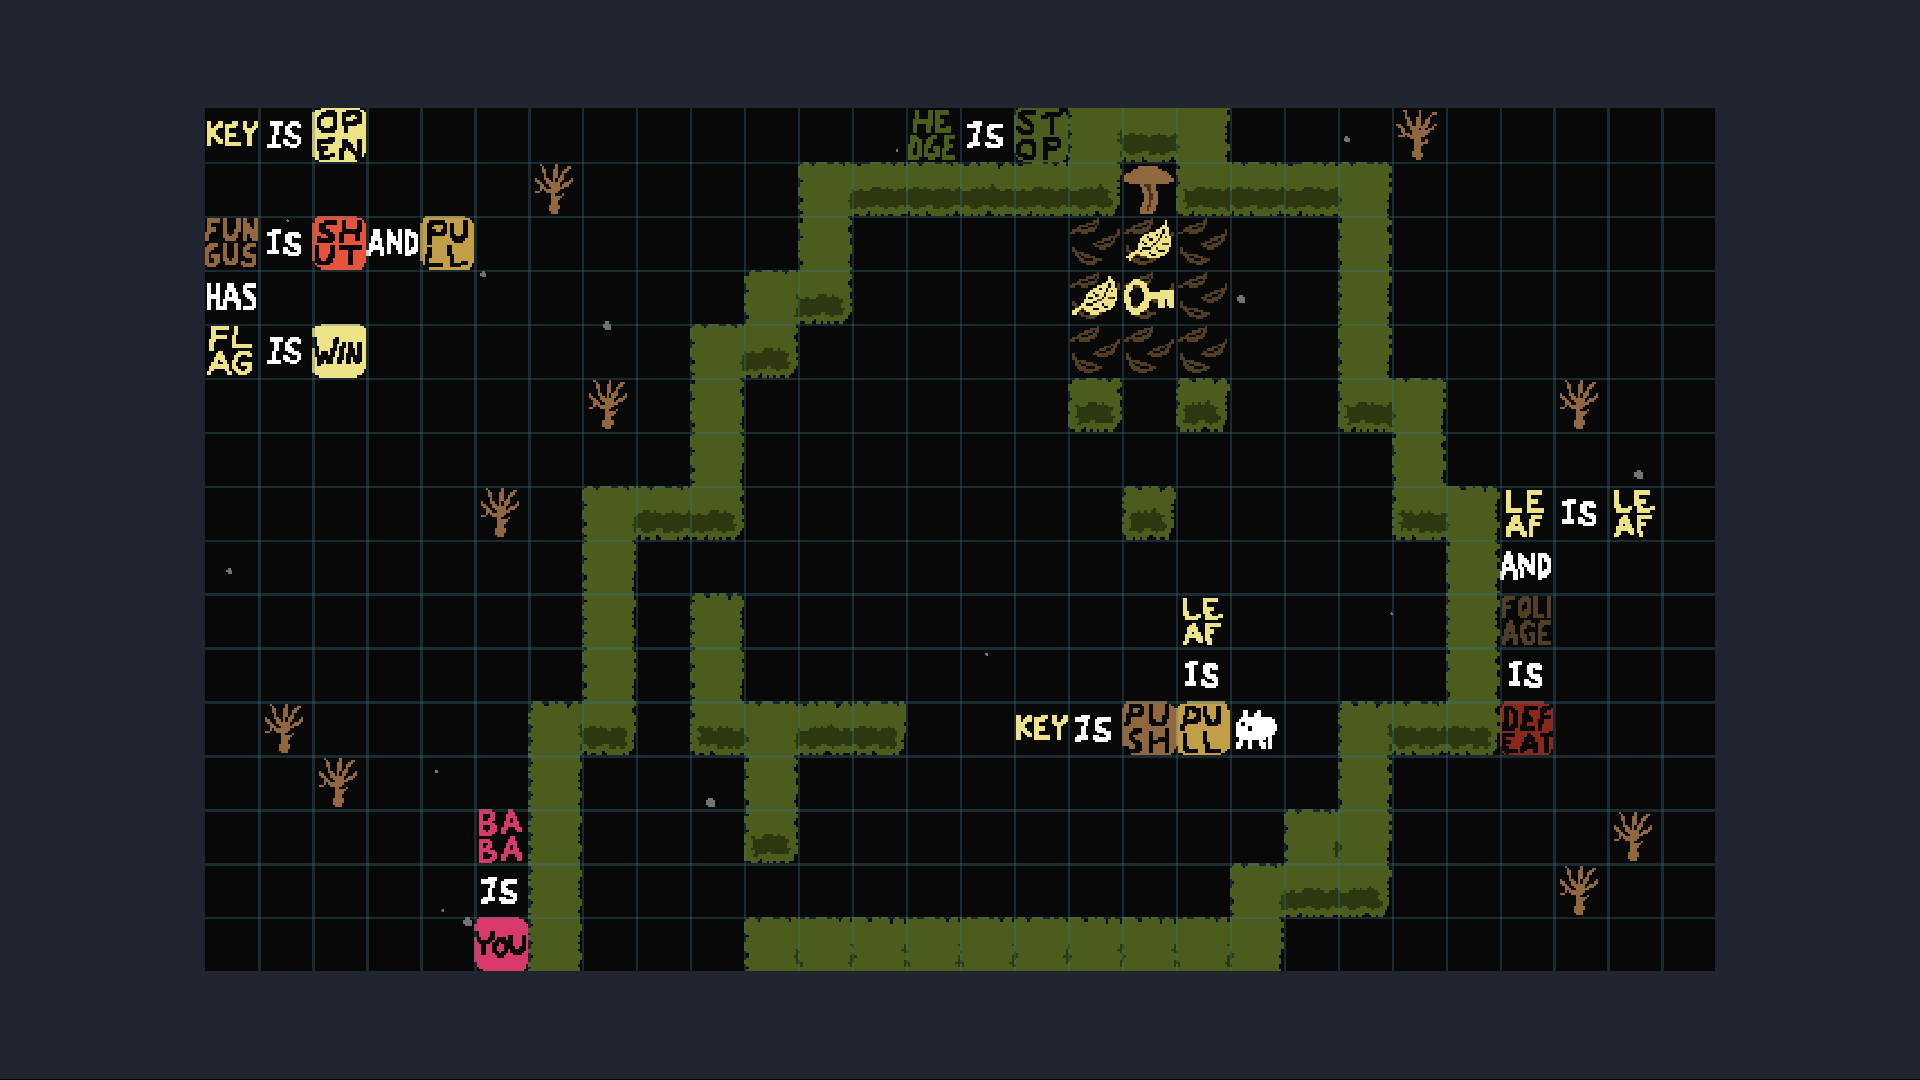 KEY IS OPEN
HEDGE IS STOP
FUNGUS IS SHUT AND PULL
HAS
FLAG IS WIN
LEAF IS LEAF
AND
FOLIAGE
IS
DEFEAT
LEAF
IS
KEY IS PUSH PULL
BABA
IS
YOU